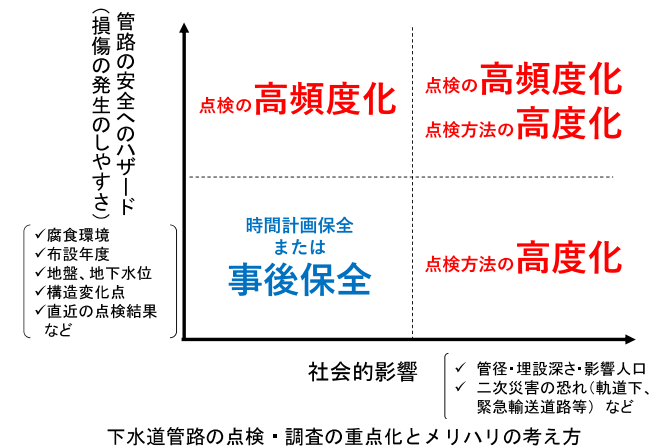 管路の安全へのハザード
(損傷の発生のしやすさ)
点検の高頻度化
点検の高頻度化
点検方法の高度化
時間計画保全
または
事後保全
点検方法の高度化
✓腐食環境
✓布設年度
✓地盤、地下水位
✓構造変化点
✓直近の点検結果
など
社会的影響
✓ 管径・埋設深さ・影響人口
✓ 二次災害の恐れ(軌道下、
緊急輸送道路等) など
下水道管路の点検・調査の重点化とメリハリの考え方